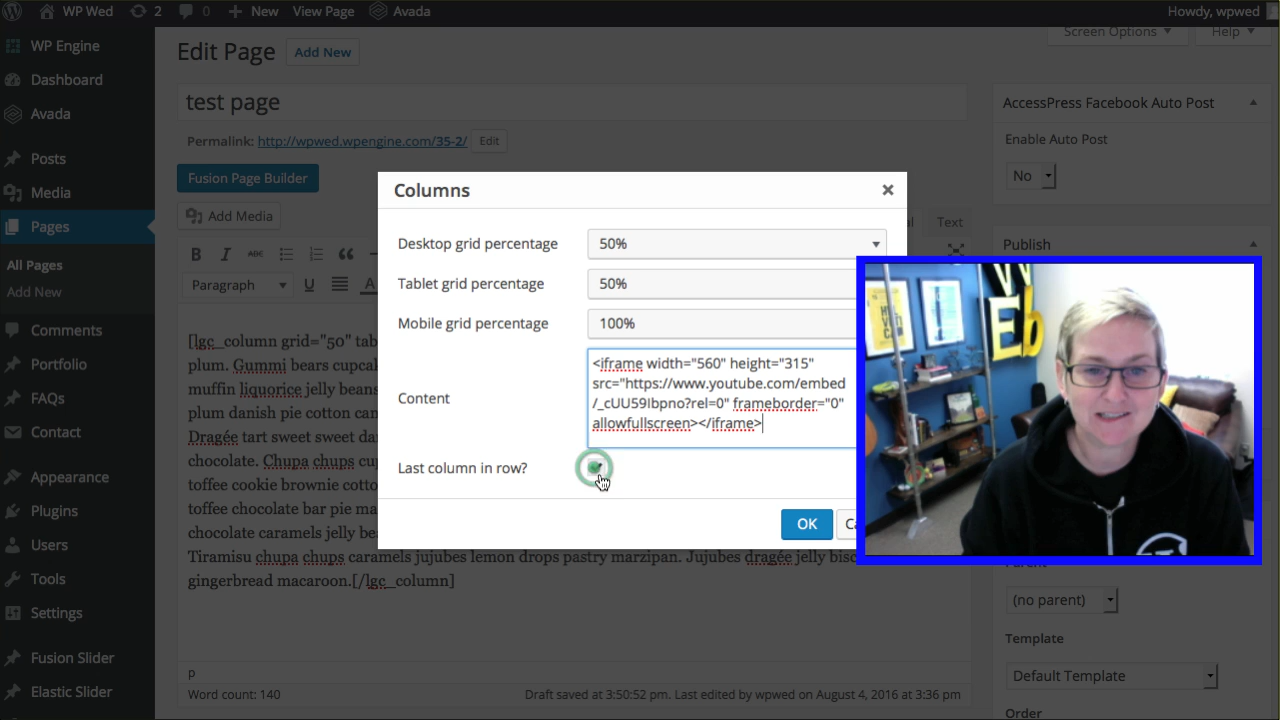 WP Wed
2
0
New
View Page
Avada
Howdy, wpwed
WP Engine
Dashboard
Avada
Posts
Media
Pages
All Pages
Add New
Comments
Portfolio
FAQs
Contact
Appearance
Plugins
Users
Tools
Settings
Fusion Slider
Elastic Slider
Edit Page
Add New
Screen Options
Help
test page
Permalink: http://wpwed.wpengine.com/35-2/
Edit
Fusion Page Builder
Add Media
Text
B I ABC
Paragraph
U
A
[lgc_column grid="50" tab
plum. Gummi bears cupcak
muffin liquorice jelly beans
plum danish pie cotton can
Dragée tart sweet sweet da
chocolate. Chupa chups cu
toffee cookie brownie cotto
toffee chocolate bar pie ma
chocolate caramels jelly bea
Tiramisu chupa chups caramels jujubes lemon drops pastry marzipan. Jujubes dragée jelly bisc
gingerbread macaroon.[/lgc_column]
p
Word count: 140
Draft saved at 3:50:52 pm. Last edited by wpwed on August 4, 2016 at 3:36 pm
Columns
×
Desktop grid percentage
50%
Tablet grid percentage
50%
Mobile grid percentage
100%
Content
<iframe width="560" height="315"
src="https://www.youtube.com/embed
/_cUU59Ibpno?rel=0" frameborder="0"
allowfullscreen></iframe>
Last column in row?
OK
Ca
AccessPress Facebook Auto Post
Enable Auto Post
No
Publish
W
Eb
(no parent)
Template
Default Template
Order